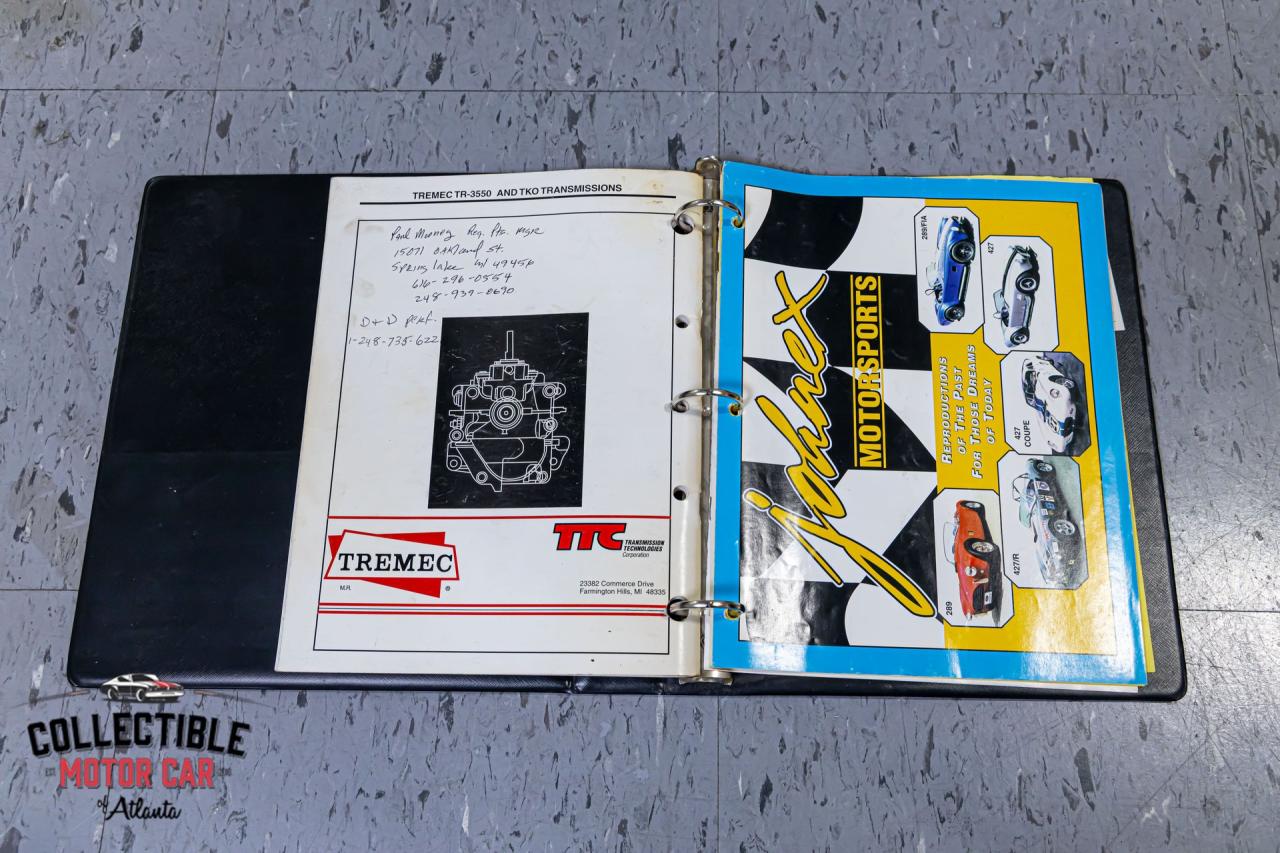 TREMEC TR-3550 AND TKO TRANSMISSIONS
Paul Mooney Reg. Pts. mgr
15071 OAKland st.
Spring Lake MI 49456
616-296-0554
248-939-0690
D+D perf.
1-248-735-622
TREMEC
M.R.
®
TTC TRANSMISSION
TECHNOLOGIES
Corporation
23382 Commerce Drive
Farmington Hills, MI 48335
johnex
MOTORSPORTS
REPRODUCTIONS
OF THE PAST
FOR THOSE DREAMS
OF TODAY
289/FIA
427
427
COUPE
427/R
289
COLLECTIBLE
EST.
MOTOR CAR
of Atlanta